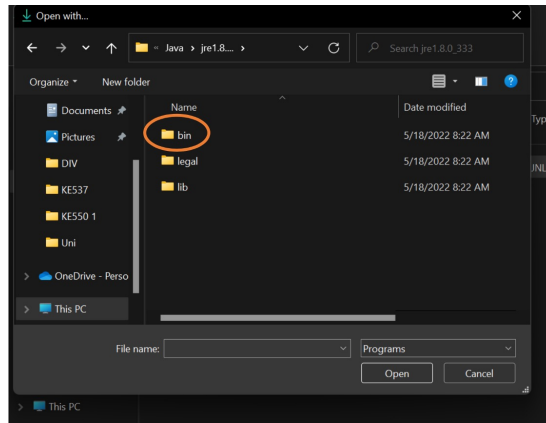 Open with...
« Java › jre1.8.... ›
Search jre1.8.0_333
Organize
New folder
Name
Date modified
Typ
Documents
Pictures
DIV
KE537
KE550 1
Uni
OneDrive - Perso
This PC
bin
5/18/2022 8:22 AM
legal
5/18/2022 8:22 AM
lib
5/18/2022 8:22 AM
JNL
File name:
Programs
Open
Cancel
This PC